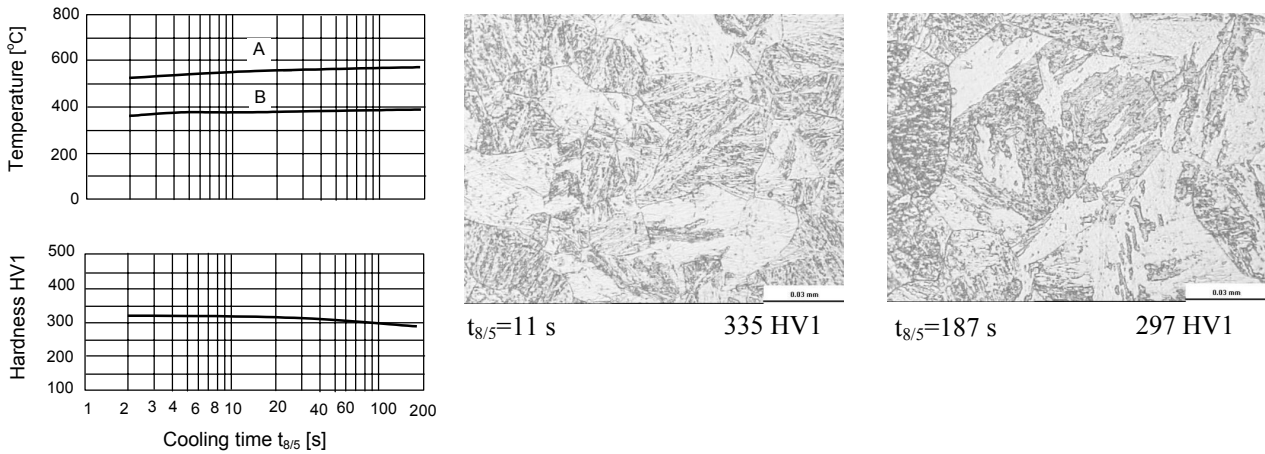 Temperature [°C]
800
600
400
200
0
A
B
Hardness HV1
500
400
300
200
100
1 2 3 4 6 8 10 20 40 60 100 200
Cooling time t8/5 [s]
0.03 mm
t8/5=11 s 335 HV1
0.03 mm
t8/5=187 s 297 HV1